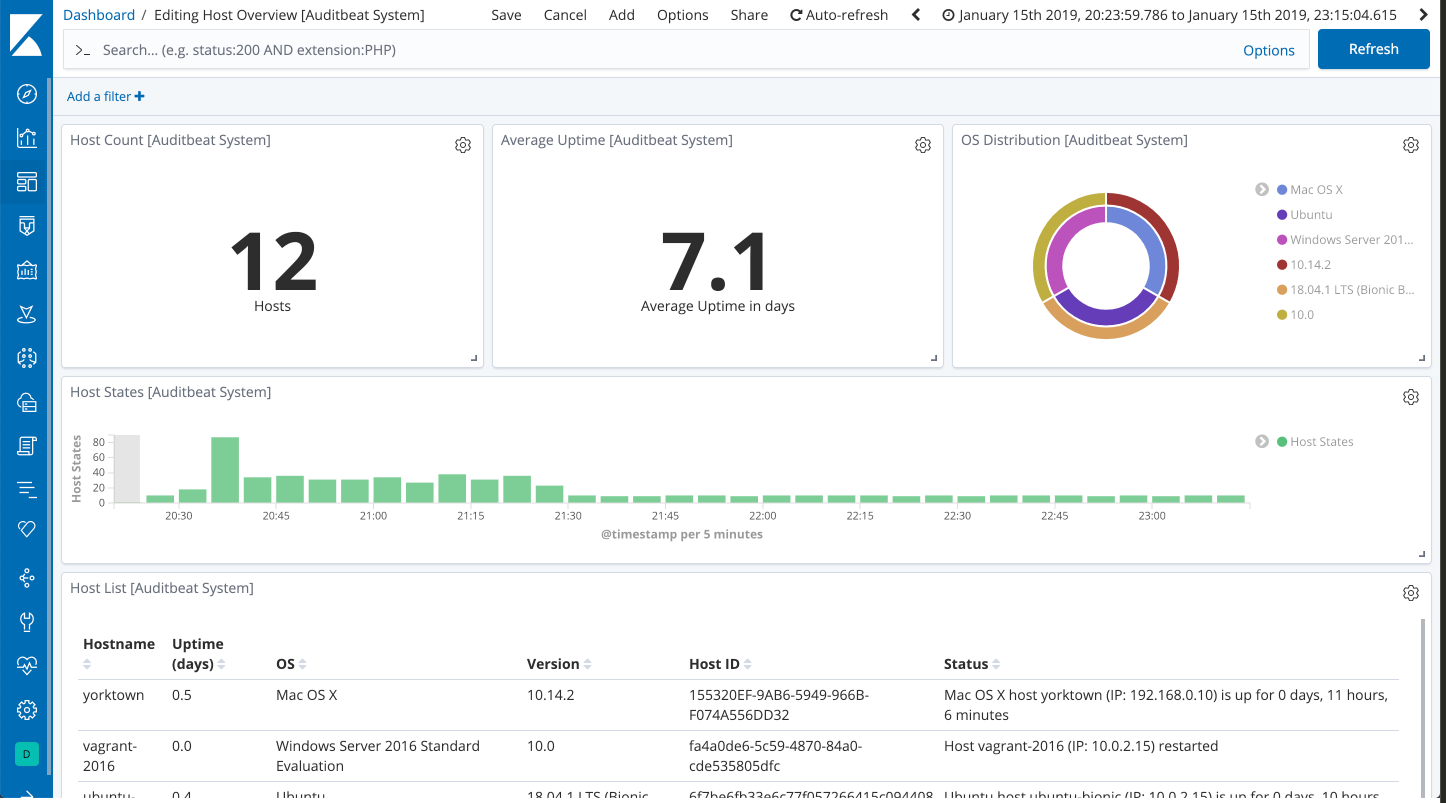 Dashboard / Editing Host Overview [Auditbeat System] Save Cancel Add Options Share Auto-refresh January 15th 2019, 20:23:59.786 to January 15th 2019, 23:15:04.615
>_ Search... (e.g. status:200 AND extension:PHP) Options Refresh
Add a filter +
Host Count [Auditbeat System]
12
Hosts
Average Uptime [Auditbeat System]
7.1
Average Uptime in days
OS Distribution [Auditbeat System]
Mac OS X
Ubuntu
Windows Server 201...
10.14.2
18.04.1 LTS (Bionic B...
10.0
Host States [Auditbeat System]
Host States
80
60
40
20
0
20:30 20:45 21:00 21:15 21:30 21:45 22:00 22:15 22:30 22:45 23:00
@timestamp per 5 minutes
Host States
Host List [Auditbeat System]
Hostname Uptime (days) OS Version Host ID Status
yorktown 0.5 Mac OS X 10.14.2 155320EF-9AB6-5949-966B- Mac OS X host yorktown (IP: 192.168.0.10) is up for 0 days, 11 hours,
F074A556DD32 6 minutes
vagrant- 0.0 Windows Server 2016 Standard 10.0 fa4a0de6-5c59-4870-84a0- Host vagrant-2016 (IP: 10.0.2.15) restarted
2016 Evaluation cde535805dfc
ubuntu- 0.4 Ubuntu 18.04.1 LTS (Bionic 6f7be6fb33e6c77f057266415c094408 Ubuntu host ubuntu-bionic (IP: 10.0.2.15) is up for 0 days, 10 hours,
D